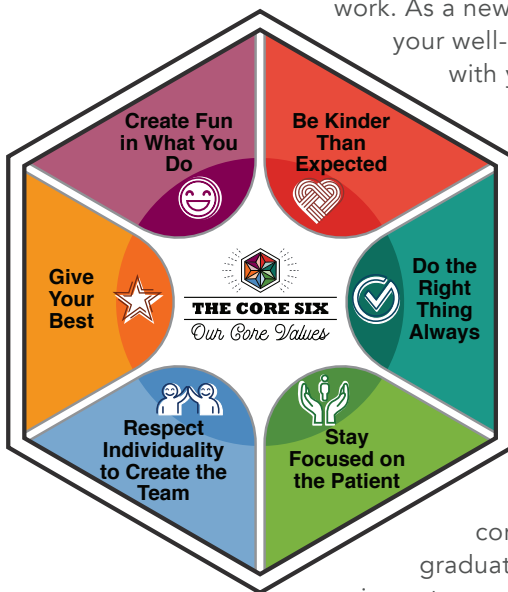 work. As a new
your well-
with
Create Fun
in What You
Do
Be Kinder
Than
Expected
Give
Your
Best
THE CORE SIX
Our Core Values
Do the
Right
Thing
Always
Respect
Individuality
to Create the
Team
Stay
Focused on
the Patient
graduat